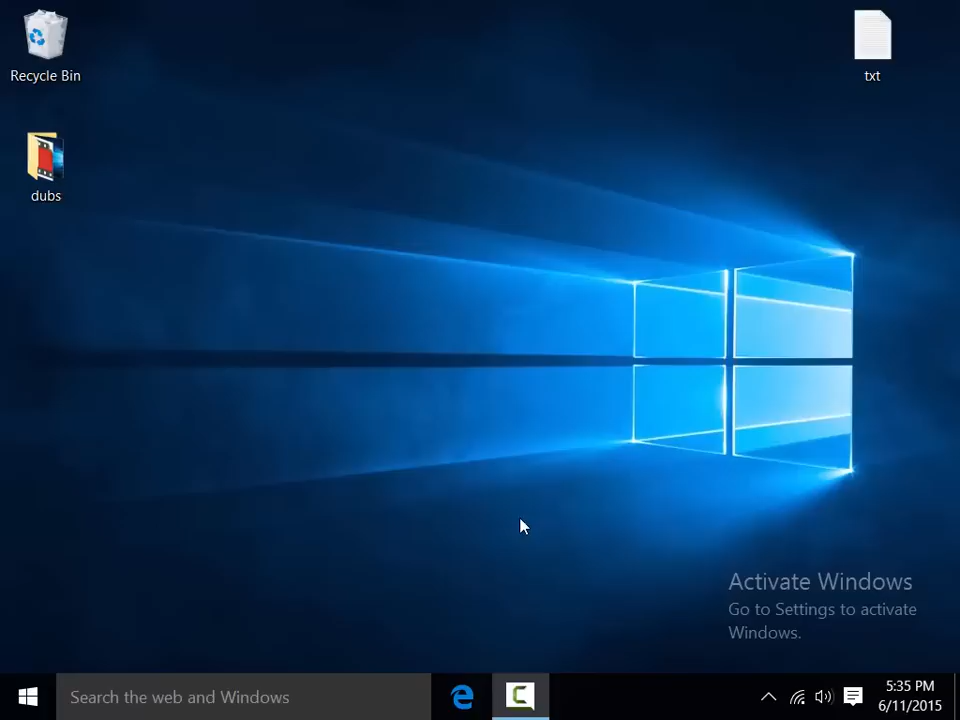 Recycle Bin
txt
dubs
Activate Windows
Go to Settings to activate
Windows.
Search the web and Windows
5:35 PM
6/11/2015